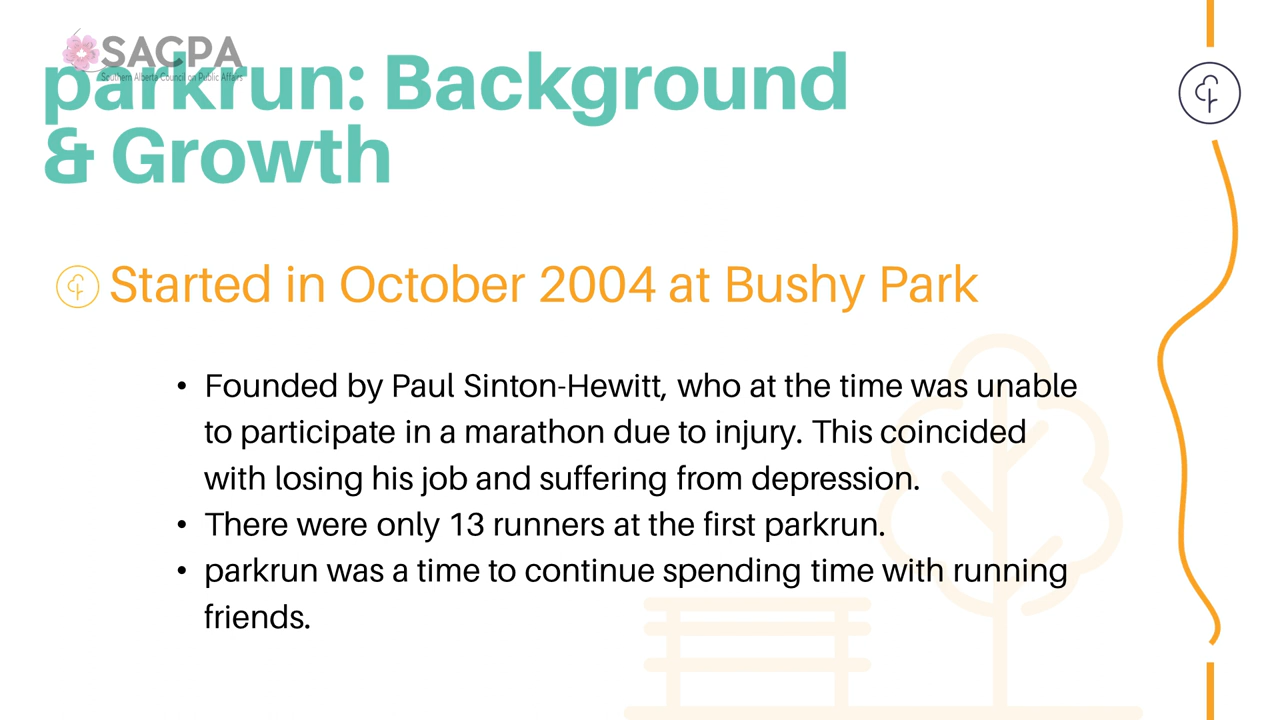 SACPA
Southern Alberta Council on Public Affairs
parkrun: Background
& Growth
Started in October 2004 at Bushy Park
• Founded by Paul Sinton-Hewitt, who at the time was unable
to participate in a marathon due to injury. This coincided
with losing his job and suffering from depression.
• There were only 13 runners at the first parkrun.
• parkrun was a time to continue spending time with running
friends.